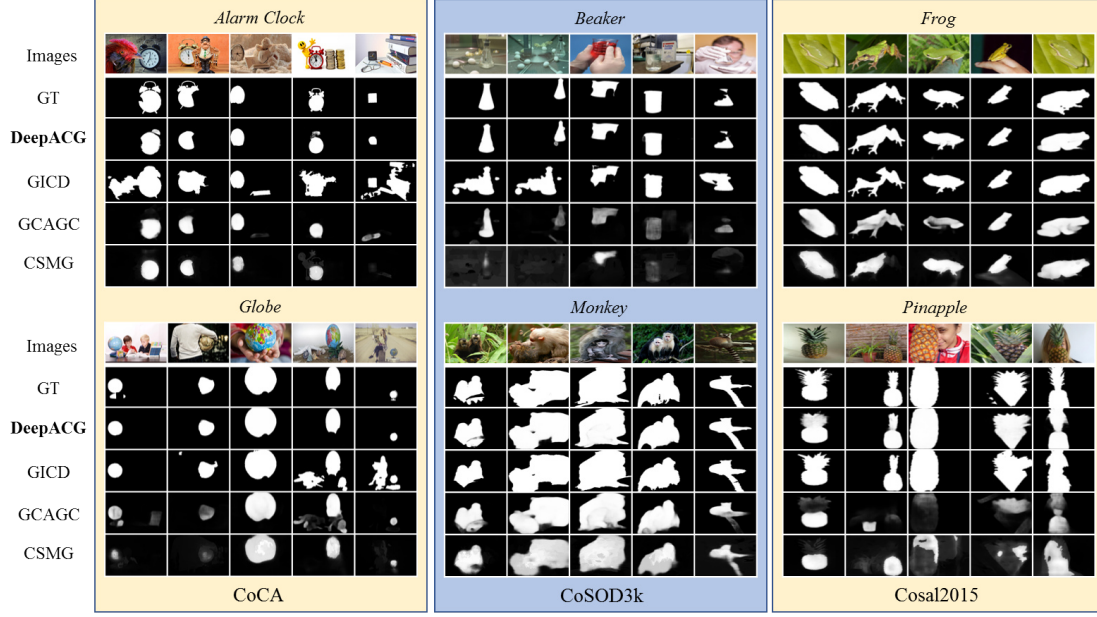 Alarm Clock Beaker Frog
Images
GT
DeepACG
GICD
GCAGC
CSMG
Globe Monkey Pinapple
Images
GT
DeepACG
GICD
GCAGC
CSMG
CoCA CoSOD3k Cosal2015